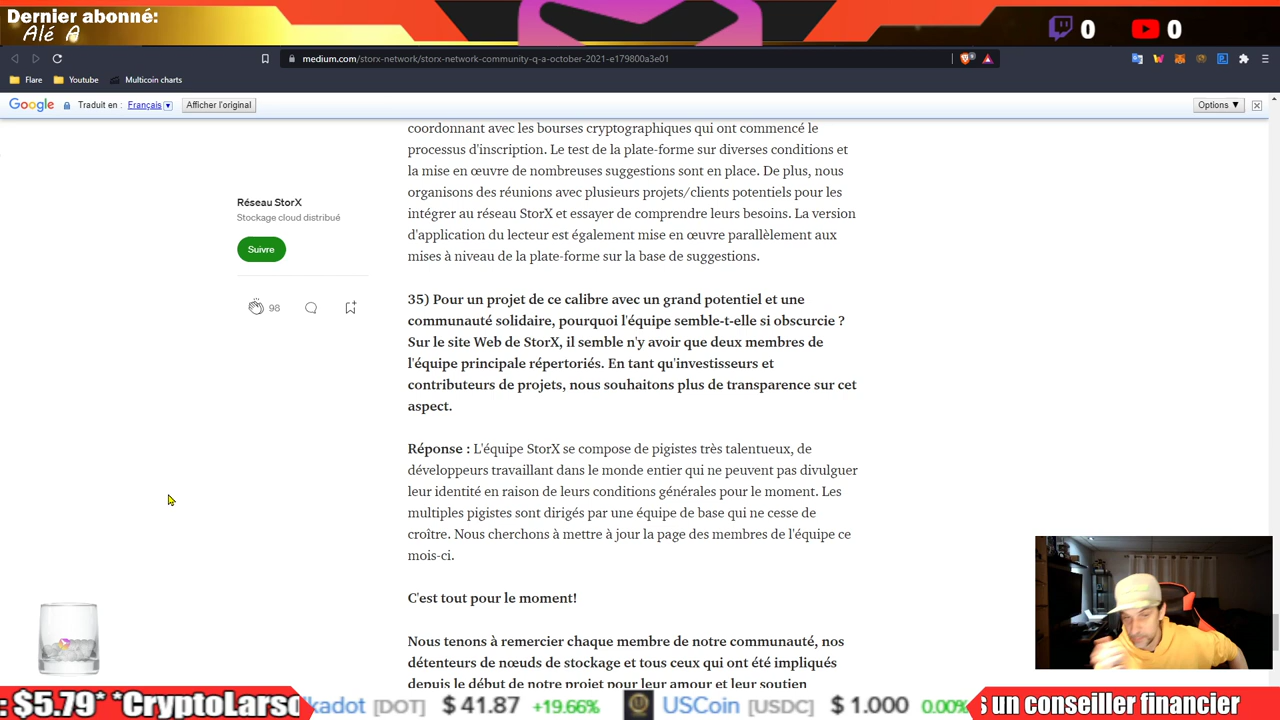 Dernier abonné:
Alé A
0
0
medium.com/storx-network/storx-network-community-q-a-october-2021-e179800a3e01
Flare
Youtube
Multicoin charts
Google
Traduit en :
Français
Afficher l'original
Options ▼
coordonnant avec les bourses cryptographiques qui ont commencé le
processus d'inscription. Le test de la plate-forme sur diverses conditions et
la mise en œuvre de nombreuses suggestions sont en place. De plus, nous
organisons des réunions avec plusieurs projets/clients potentiels pour les
intégrer au réseau StorX et essayer de comprendre leurs besoins. La version
d'application du lecteur est également mise en œuvre parallèlement aux
mises à niveau de la plate-forme sur la base de suggestions.
Réseau StorX
Stockage cloud distribué
Suivre
98
35) Pour un projet de ce calibre avec un grand potentiel et une
communauté solidaire, pourquoi l'équipe semble-t-elle si obscurcie ?
Sur le site Web de StorX, il semble n'y avoir que deux membres de
l'équipe principale répertoriés. En tant qu'investisseurs et
contributeurs de projets, nous souhaitons plus de transparence sur cet
aspect.
Réponse : L'équipe StorX se compose de pigistes très talentueux, de
développeurs travaillant dans le monde entier qui ne peuvent pas divulguer
leur identité en raison de leurs conditions générales pour le moment. Les
multiples pigistes sont dirigés par une équipe de base qui ne cesse de
croître. Nous cherchons à mettre à jour la page des membres de l'équipe ce
mois-ci.
C'est tout pour le moment!
Nous tenons à remercier chaque membre de notre communauté, nos
détenteurs de nœuds de stockage et tous ceux qui ont été impliqués
depuis le début de notre projet pour leur amour et leur soutien
: $5.79* *CryptoLarso
lkadot [DOT] $ 41.87 +19.66% USCoin [USDC] $ 1.000 0.00%
s un conseiller financier